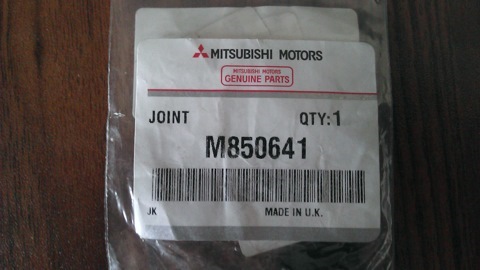 MITSUBISHI MOTORS
MITSUBISHI MOTORS
GENUINE PARTS
JOINT QTY:1
M850641
JK MADE IN U.K.